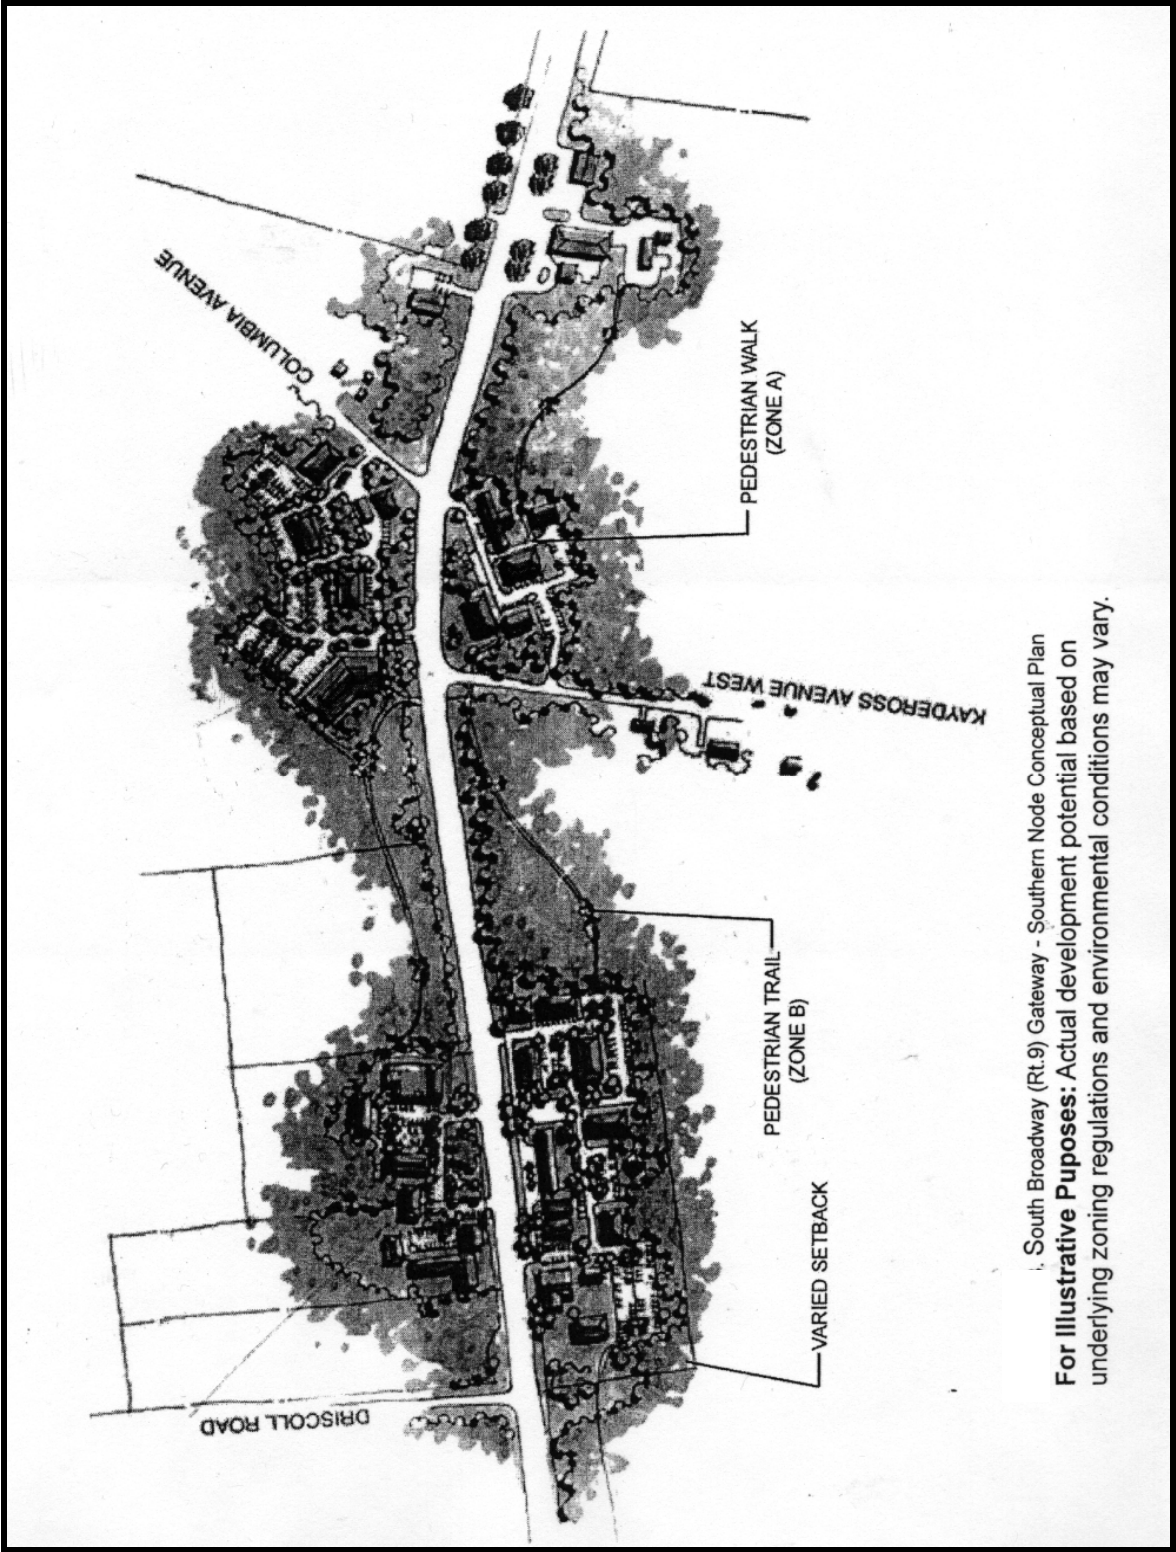 COLUMBIA AVENUE
PEDESTRIAN WALK
(ZONE A)
KAYDEROSS AVENUE WEST
PEDESTRIAN TRAIL
(ZONE B)
VARIED SETBACK
DRISCOLL ROAD
South Broadway (Rt.9) Gateway - Southern Node Conceptual Plan
For Illustrative Puposes: Actual development potential based on
underlying zoning regulations and environmental conditions may vary.